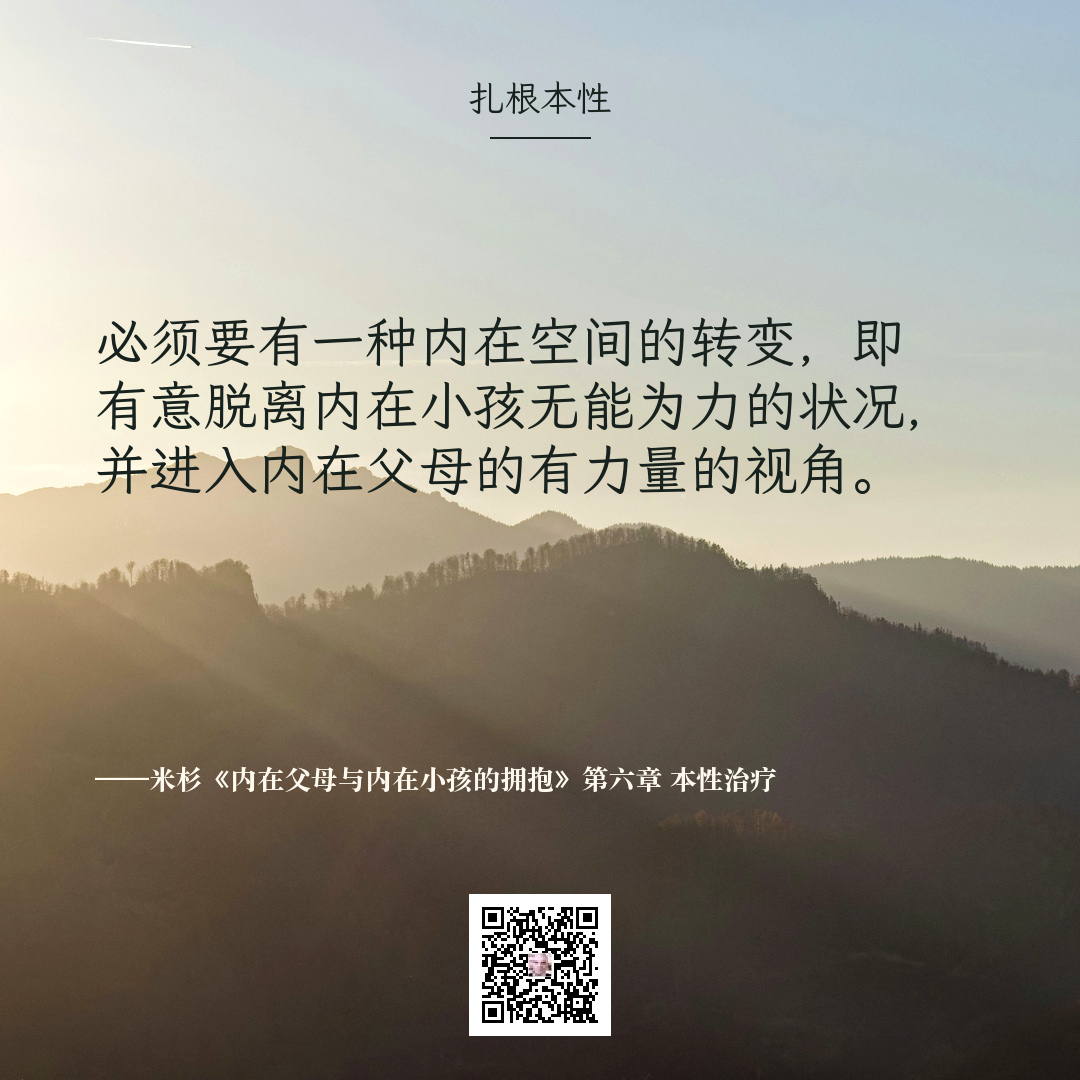 扎根本性
必须要有一种内在空间的转变，即
有意脱离内在小孩无能为力的状况，
并进入内在父母的有力量的视角。
——米杉《内在父母与内在小孩的拥抱》第六章 本性治疗